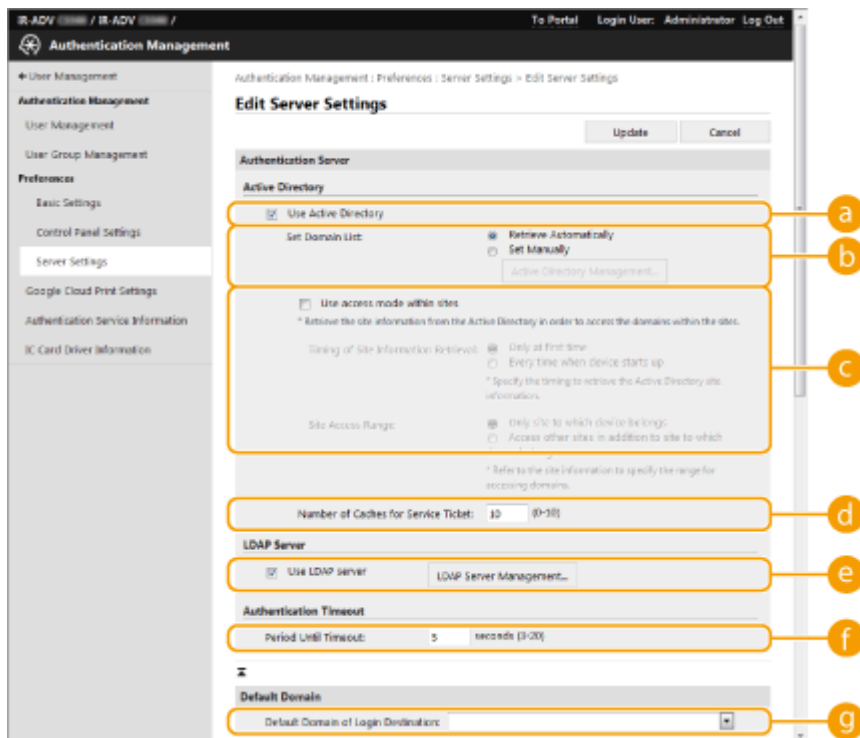 iR-ADV / iR-ADV /
To Portal Login User: Administrator Log Out
Authentication Management
User Management
Authentication Management : Preferences : Server Settings > Edit Server Settings
Authentication Management
Edit Server Settings
User Management
Update Cancel
User Group Management
Authentication Server
Preferences
Active Directory
Basic Settings
Use Active Directory
a
Control Panel Settings
Set Domain List:
Retrieve Automatically
Set Manually
Active Directory Management...
b
Server Settings
Google Cloud Print Settings
Use access mode within sites
* Retrieve the site information from the Active Directory in order to access the domains within the sites.
Authentication Service Information
Timing of Site Information Retrieval:
Only at first time
Every time when device starts up
IC Card Driver Information
* Specify the timing to retrieve the Active Directory site
information.
c
Site Access Range:
Only site to which device belongs
Access other sites in addition to site to which
* Refer to the site information to specify the range for
accessing domains.
Number of Caches for Service Ticket: 10 (0-10)
d
LDAP Server
Use LDAP server LDAP Server Management...
e
Authentication Timeout
Period Until Timeout: 5 seconds (3-20)
f
Default Domain
Default Domain of Login Destination:
g